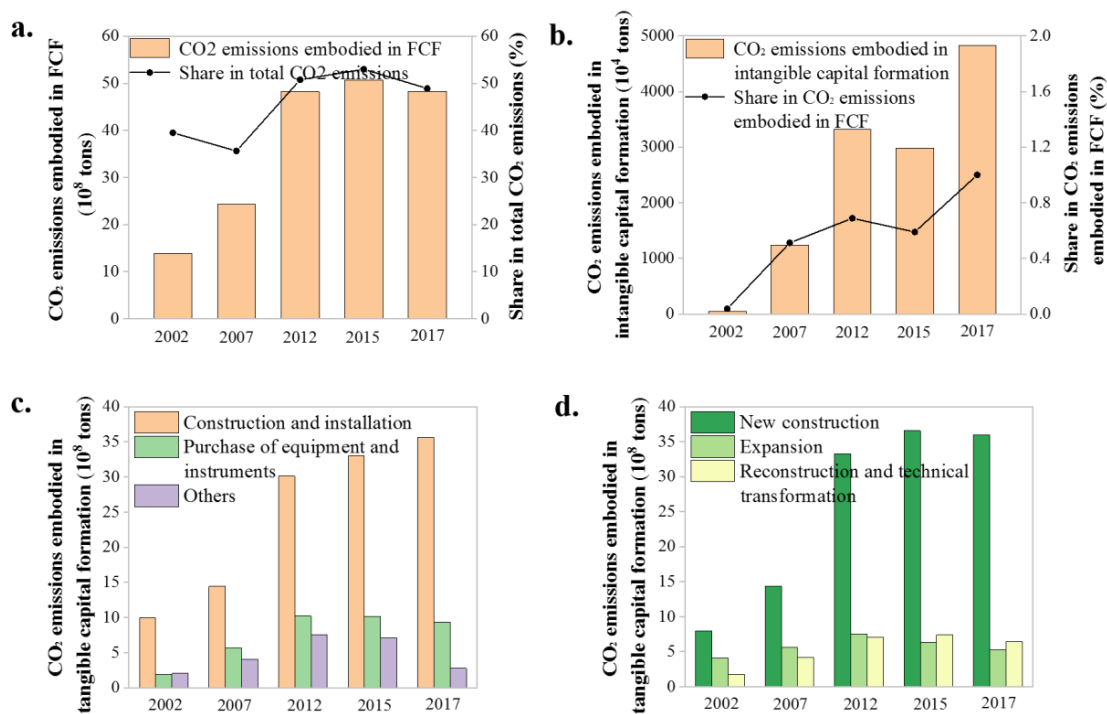 a.
CO₂ emissions embodied in FCF
(10⁸ tons)
60
50
40
30
20
10
0
CO2 emissions embodied in FCF
Share in total CO2 emissions
60
50
40
30
20
10
0
Share in total CO₂ emissions (%)
2002 2007 2012 2015 2017
b.
CO₂ emissions embodied in
intangible capital formation (10⁴ tons)
5000
4000
3000
2000
1000
0
CO₂ emissions embodied in
intangible capital formation
Share in CO₂ emissions
embodied in FCF
2.0
1.6
1.2
0.8
0.4
0.0
Share in CO₂ emissions
embodied in FCF (%)
2002 2007 2012 2015 2017
c.
CO₂ emissions embodied in
tangible capital formation (10⁸ tons)
40
35
30
25
20
15
10
5
0
Construction and installation
Purchase of equipment and
instruments
Others
2002 2007 2012 2015 2017
d.
CO₂ emissions embodied in
tangible capital formation (10⁸ tons)
40
35
30
25
20
15
10
5
0
New construction
Expansion
Reconstruction and technical
transformation
2002 2007 2012 2015 2017